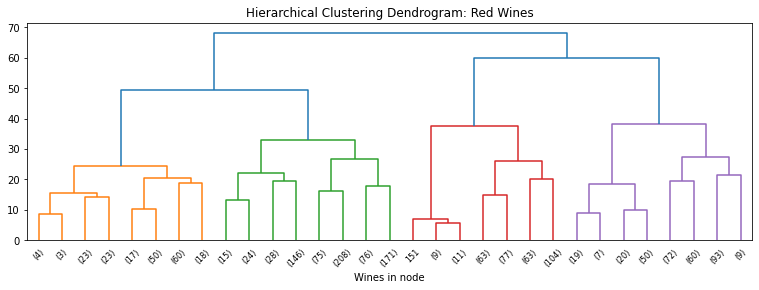 Hierarchical Clustering Dendrogram: Red Wines
70
60
50
40
30
20
10
0
(4) (3) (23) (23) (17) (50) (60) (18) (15) (24) (28) (146) (75) (208) (76) (171) 151 (9) (11) (63) (77) (63) (104) (19) (7) (20) (50) (72) (60) (93) (9)
Wines in node